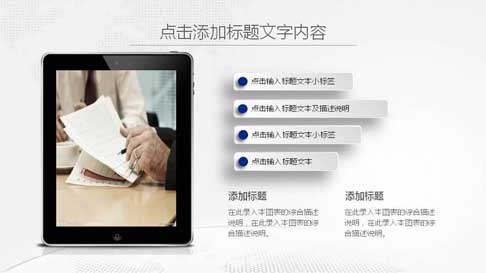 点击添加标题文字内容
点击输入标题文本小标签
点击输入标题文本及描述说明
点击输入标题文本小标签
点击输入标题文本
添加标题
在此录入本图表的综合描述
说明，在此录入本图表的综
合描述说明。
添加标题
在此录入本图表的综合描述
说明，在此录入本图表的综
合描述说明。